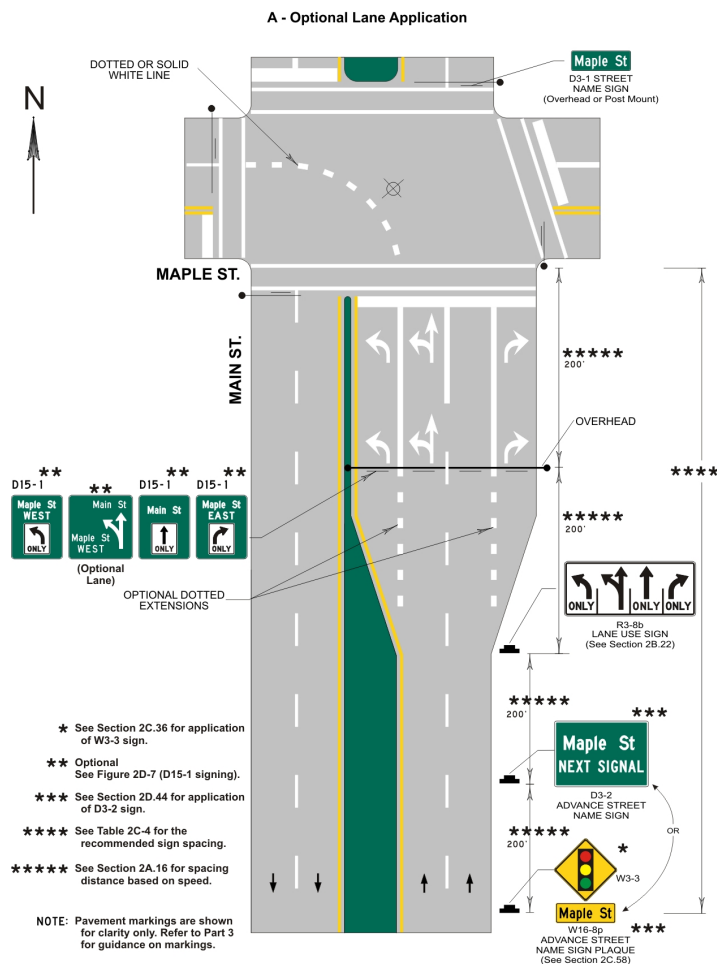 A - Optional Lane Application
DOTTED OR SOLID
WHITE LINE
Maple St
D3-1 STREET
NAME SIGN
(Overhead or Post Mount)
N
MAPLE ST.
MAIN ST.
*****
200'
OVERHEAD
****
**
D15-1
Maple St
WEST
ONLY
**
Main St
Maple St
WEST
(Optional
Lane)
**
D15-1
Main St
ONLY
**
D15-1
Maple St
EAST
ONLY
*****
200'
OPTIONAL DOTTED
EXTENSIONS
ONLY ONLY ONLY
R3-8b
LANE USE SIGN
(See Section 2B.22)
*****
200'
***
Maple St
NEXT SIGNAL
D3-2
ADVANCE STREET
NAME SIGN
OR
*****
200'
*
W3-3
Maple St
***
W16-8p
ADVANCE STREET
NAME SIGN PLAQUE
(See Section 2C.58)
* See Section 2C.36 for application
of W3-3 sign.
** Optional
See Figure 2D-7 (D15-1 signing).
*** See Section 2D.44 for application
of D3-2 sign.
**** See Table 2C-4 for the
recommended sign spacing.
***** See Section 2A.16 for spacing
distance based on speed.
NOTE: Pavement markings are shown
for clarity only. Refer to Part 3
for guidance on markings.